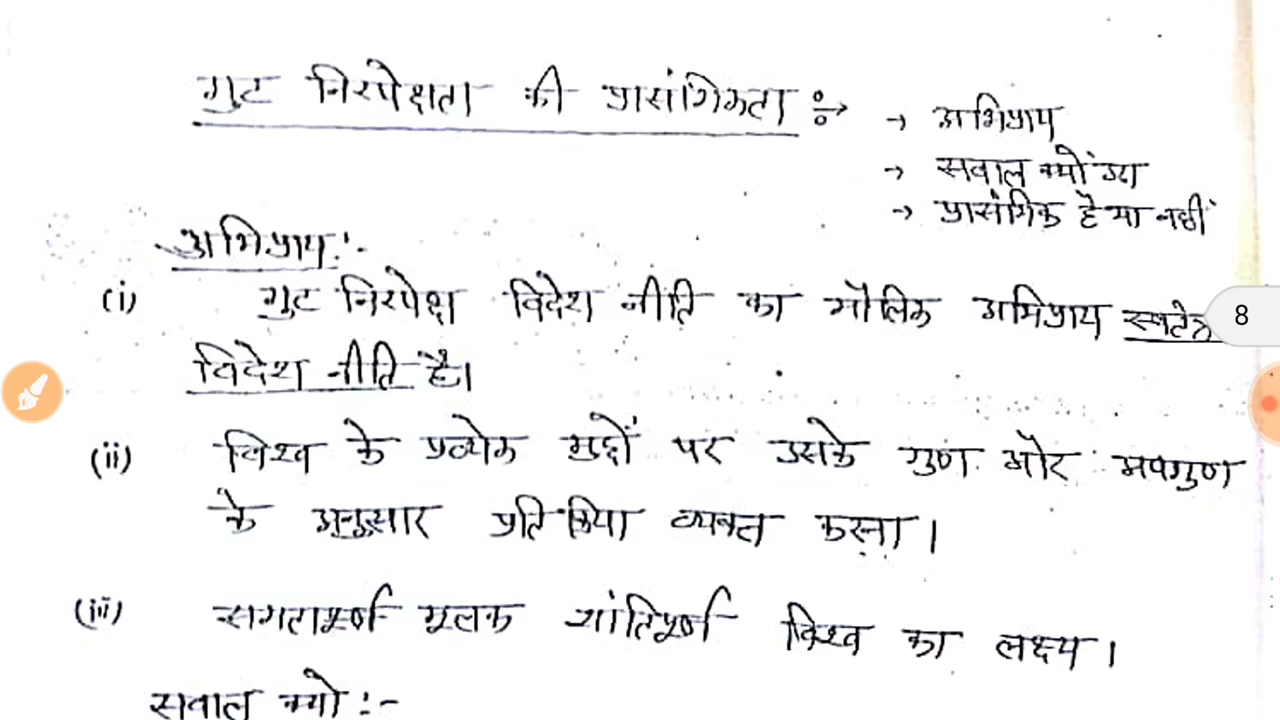 गुट निरपेक्षता की प्रासंगिकता :→
→ अभिप्राय
→ सवाल क्यों उठा
→ प्रासंगिक है या नहीं
अभिप्राय :-
(i) गुट निरपेक्ष विदेश नीति का मौलिक अभिप्राय स्वतंत्र
8
विदेश नीति है।
(ii) विश्व के प्रत्येक मुद्दों पर उसके गुण और अवगुण
के अनुसार प्रतिक्रिया व्यक्त करना।
(iii) समतापूर्ण मूलक शांतिपूर्ण विश्व का लक्ष्य।
सवाल क्यों :-